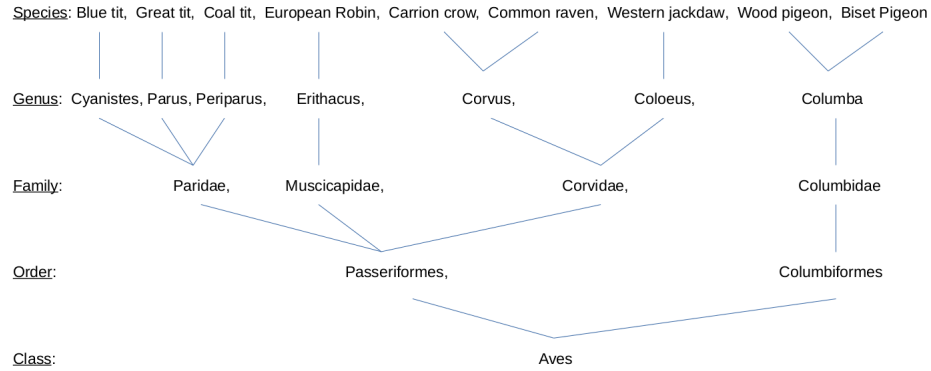 Species: Blue tit, Great tit, Coal tit, European Robin, Carrion crow, Common raven, Western jackdaw, Wood pigeon, Biset Pigeon
Genus: Cyanistes, Parus, Periparus, Erithacus, Corvus, Coloeus, Columba
Family: Paridae, Muscicapidae, Corvidae, Columbidae
Order: Passeriformes, Columbiformes
Class: Aves